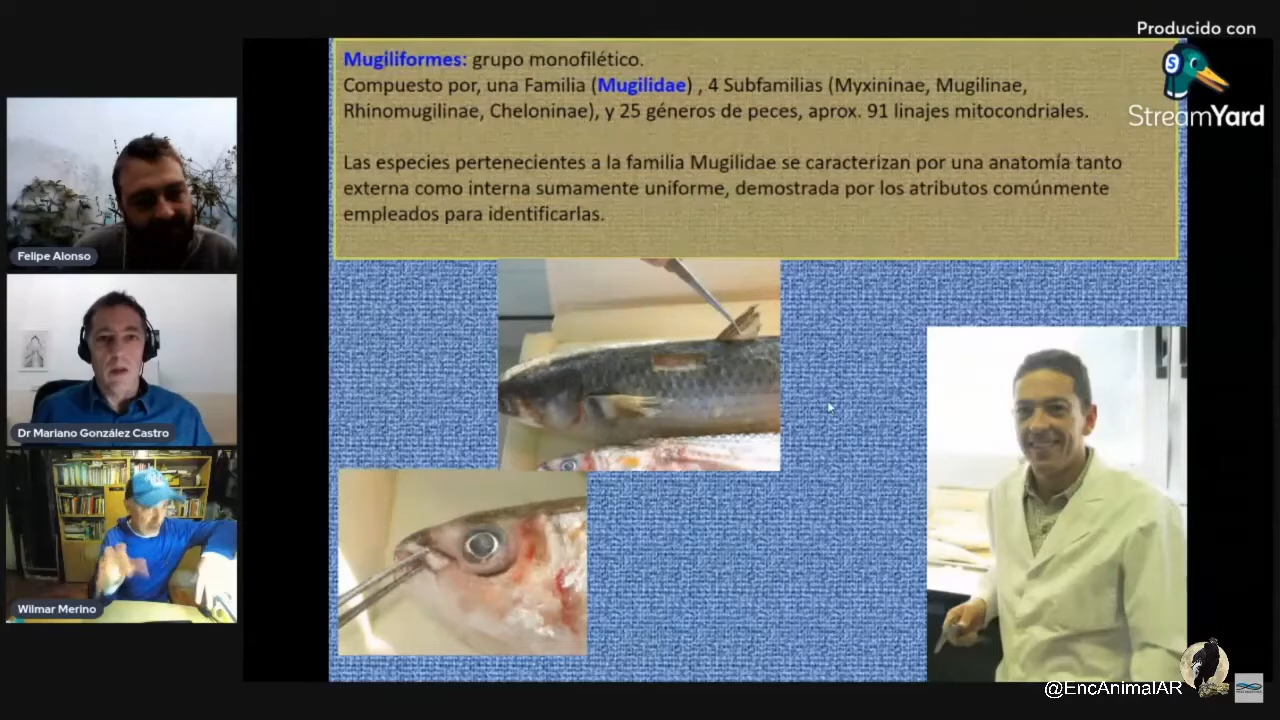 Producido con
StreamYard
Mugiliformes: grupo monofilético.
Compuesto por, una Familia (Mugilidae) , 4 Subfamilias (Myxininae, Mugilinae,
Rhinomugilinae, Cheloninae), y 25 géneros de peces, aprox. 91 linajes mitocondriales.
Las especies pertenecientes a la familia Mugilidae se caracterizan por una anatomía tanto
externa como interna sumamente uniforme, demostrada por los atributos comúnmente
empleados para identificarlas.
Felipe Alonso
Dr Mariano González Castro
Wilmar Merino
@EncAnimalAR